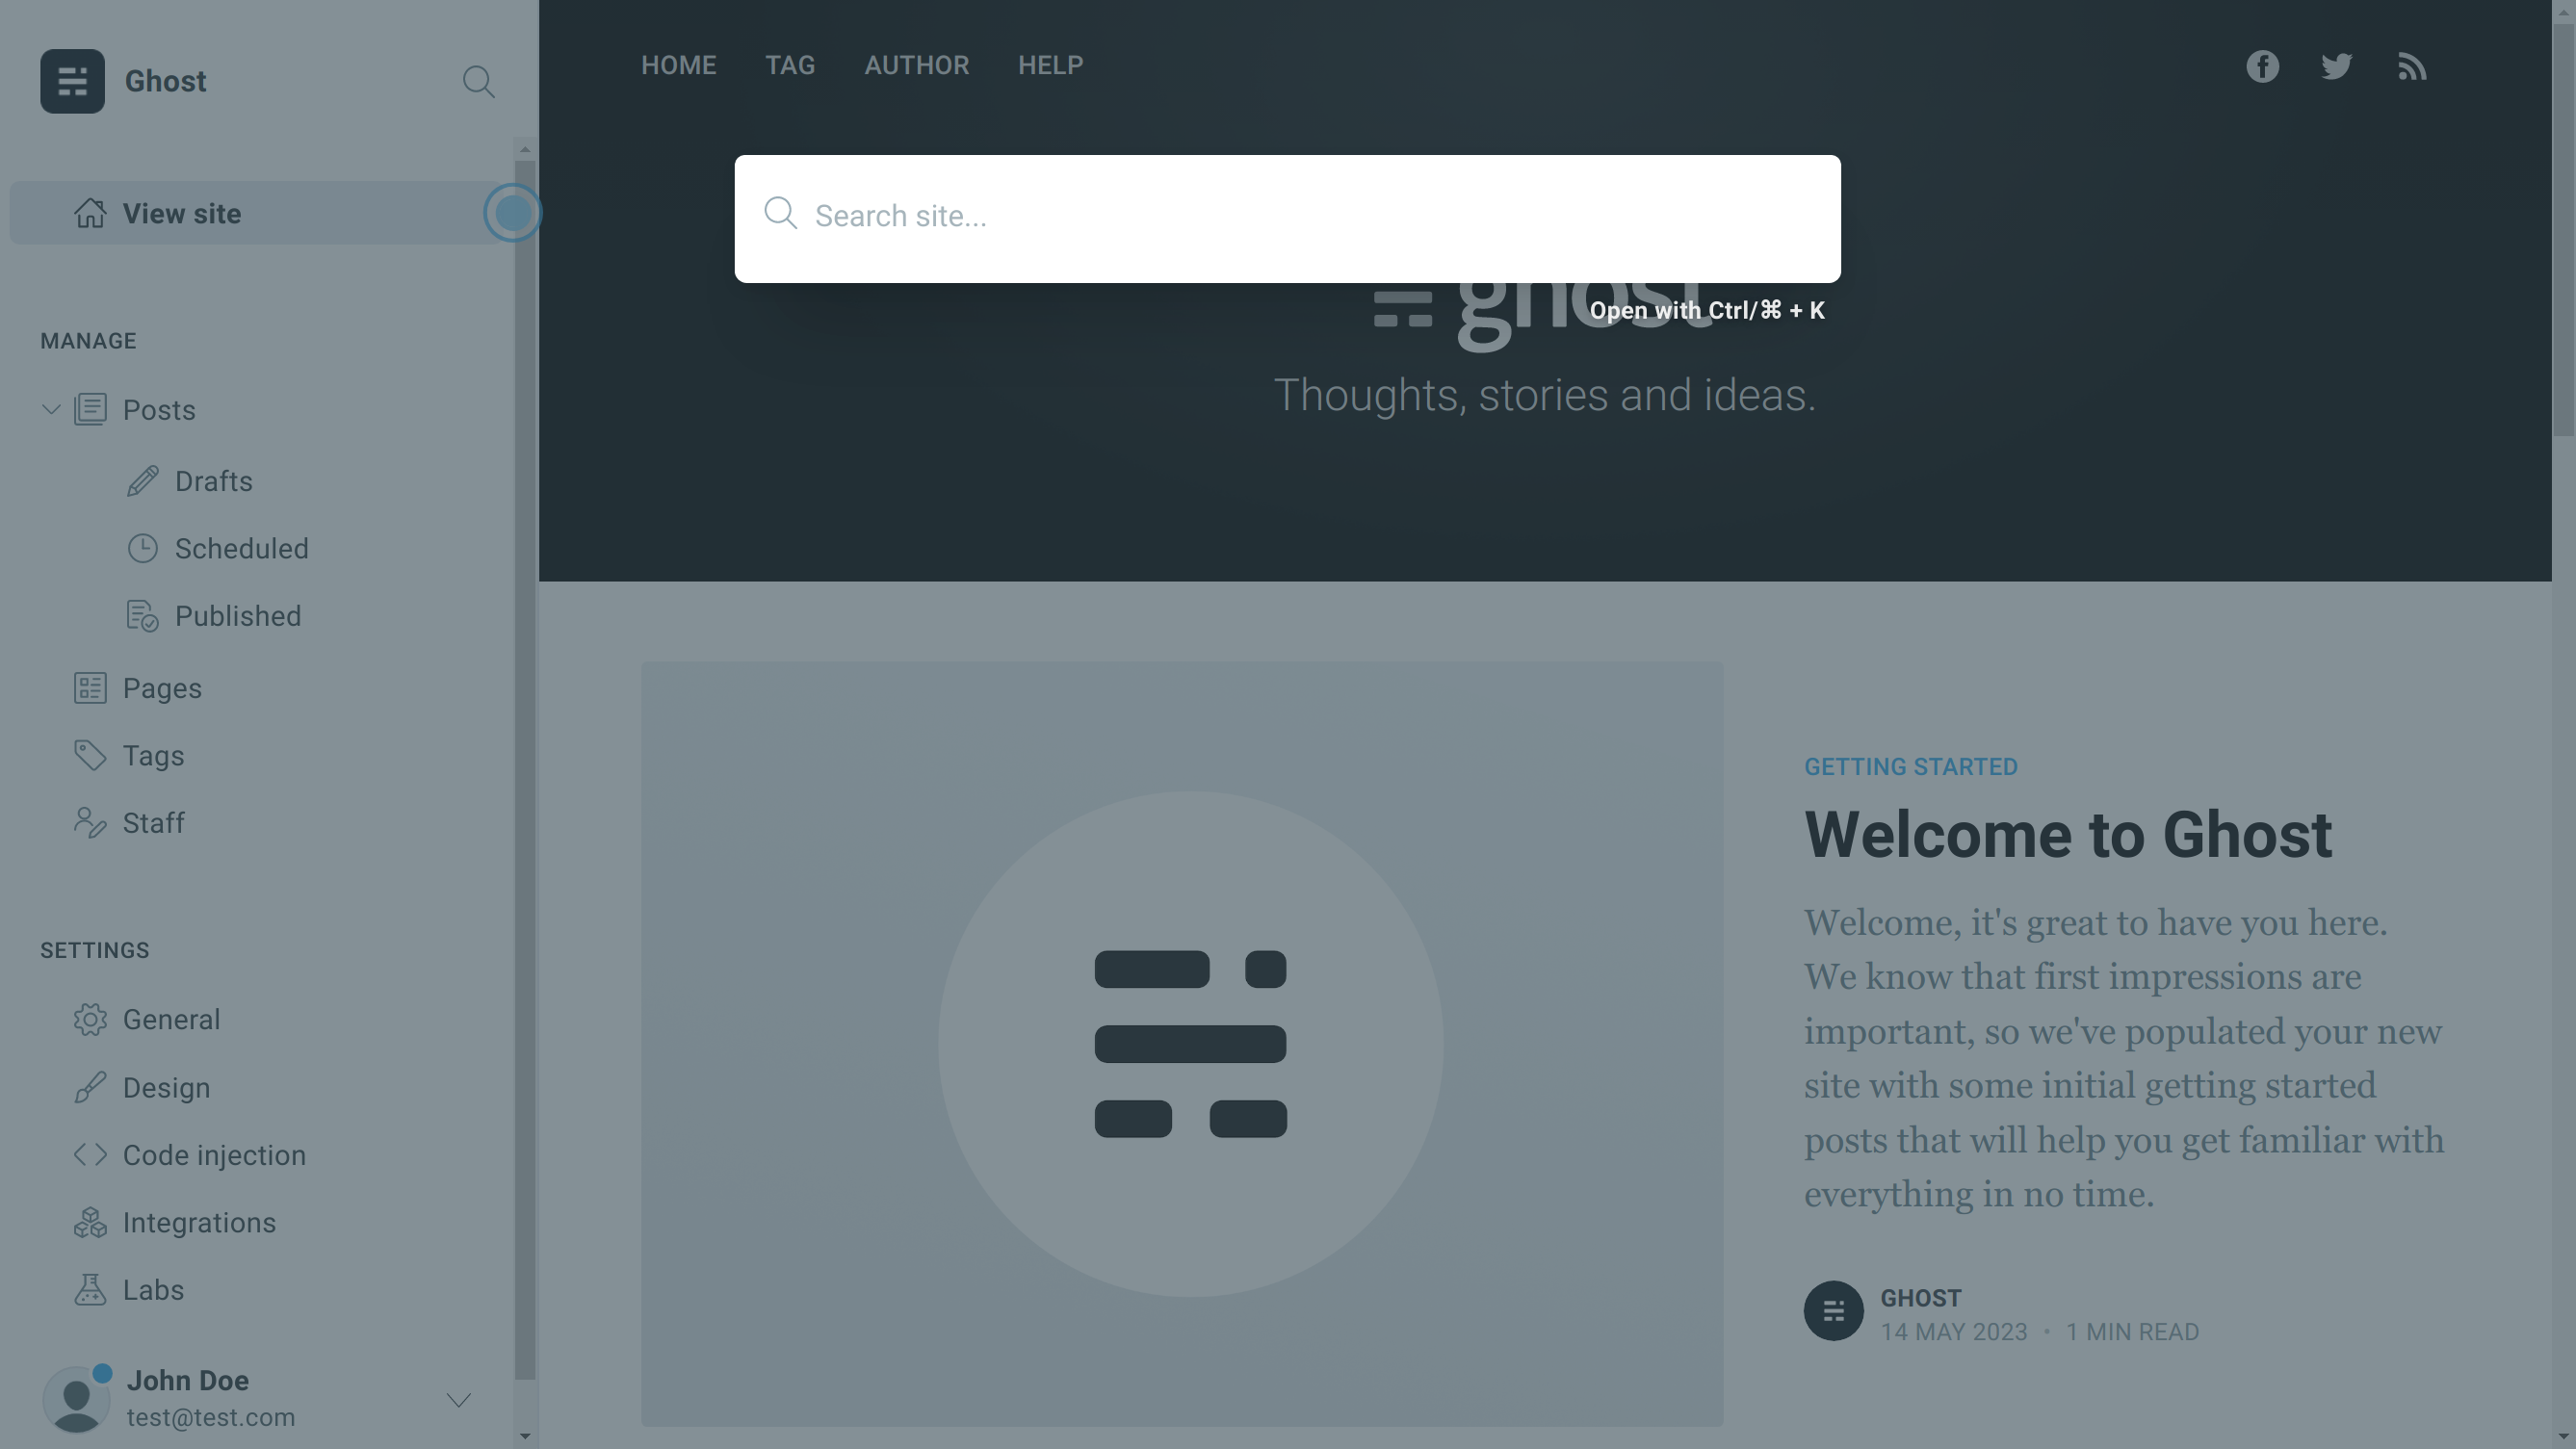 Ghost
View site
MANAGE
Posts
Drafts
Scheduled
Published
Pages
Tags
Staff
SETTINGS
General
Design
Code injection
Integrations
Labs
John Doe
test@test.com
HOME TAG AUTHOR HELP
Search site...
Open with Ctrl/⌘ + K
ghost
Thoughts, stories and ideas.
GETTING STARTED
Welcome to Ghost
Welcome, it's great to have you here.
We know that first impressions are
important, so we've populated your new
site with some initial getting started
posts that will help you get familiar with
everything in no time.
GHOST
14 MAY 2023 • 1 MIN READ